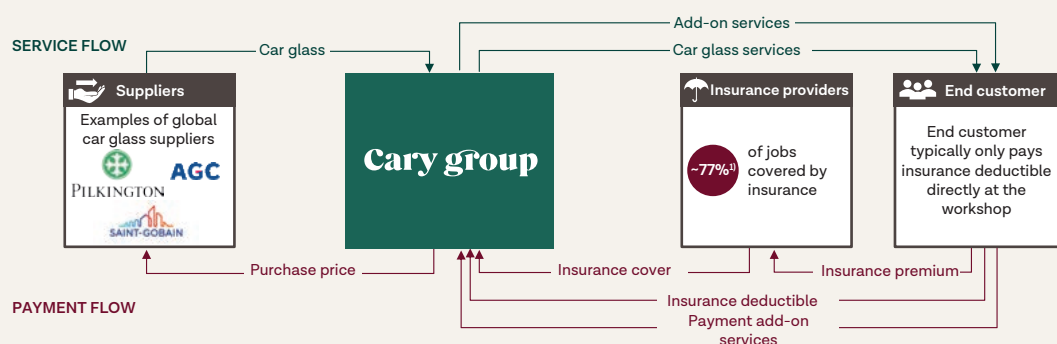 Add-on services
SERVICE FLOW
Car glass
Car glass services
Suppliers
Insurance providers
End customer
Examples of global
car glass suppliers
PILKINGTON
AGC
SAINT-GOBAIN
Cary group
~77%¹⁾
of jobs
covered by
insurance
End customer
typically only pays
insurance deductible
directly at the
workshop
Purchase price
Insurance cover
Insurance premium
PAYMENT FLOW
Insurance deductible
Payment add-on
services